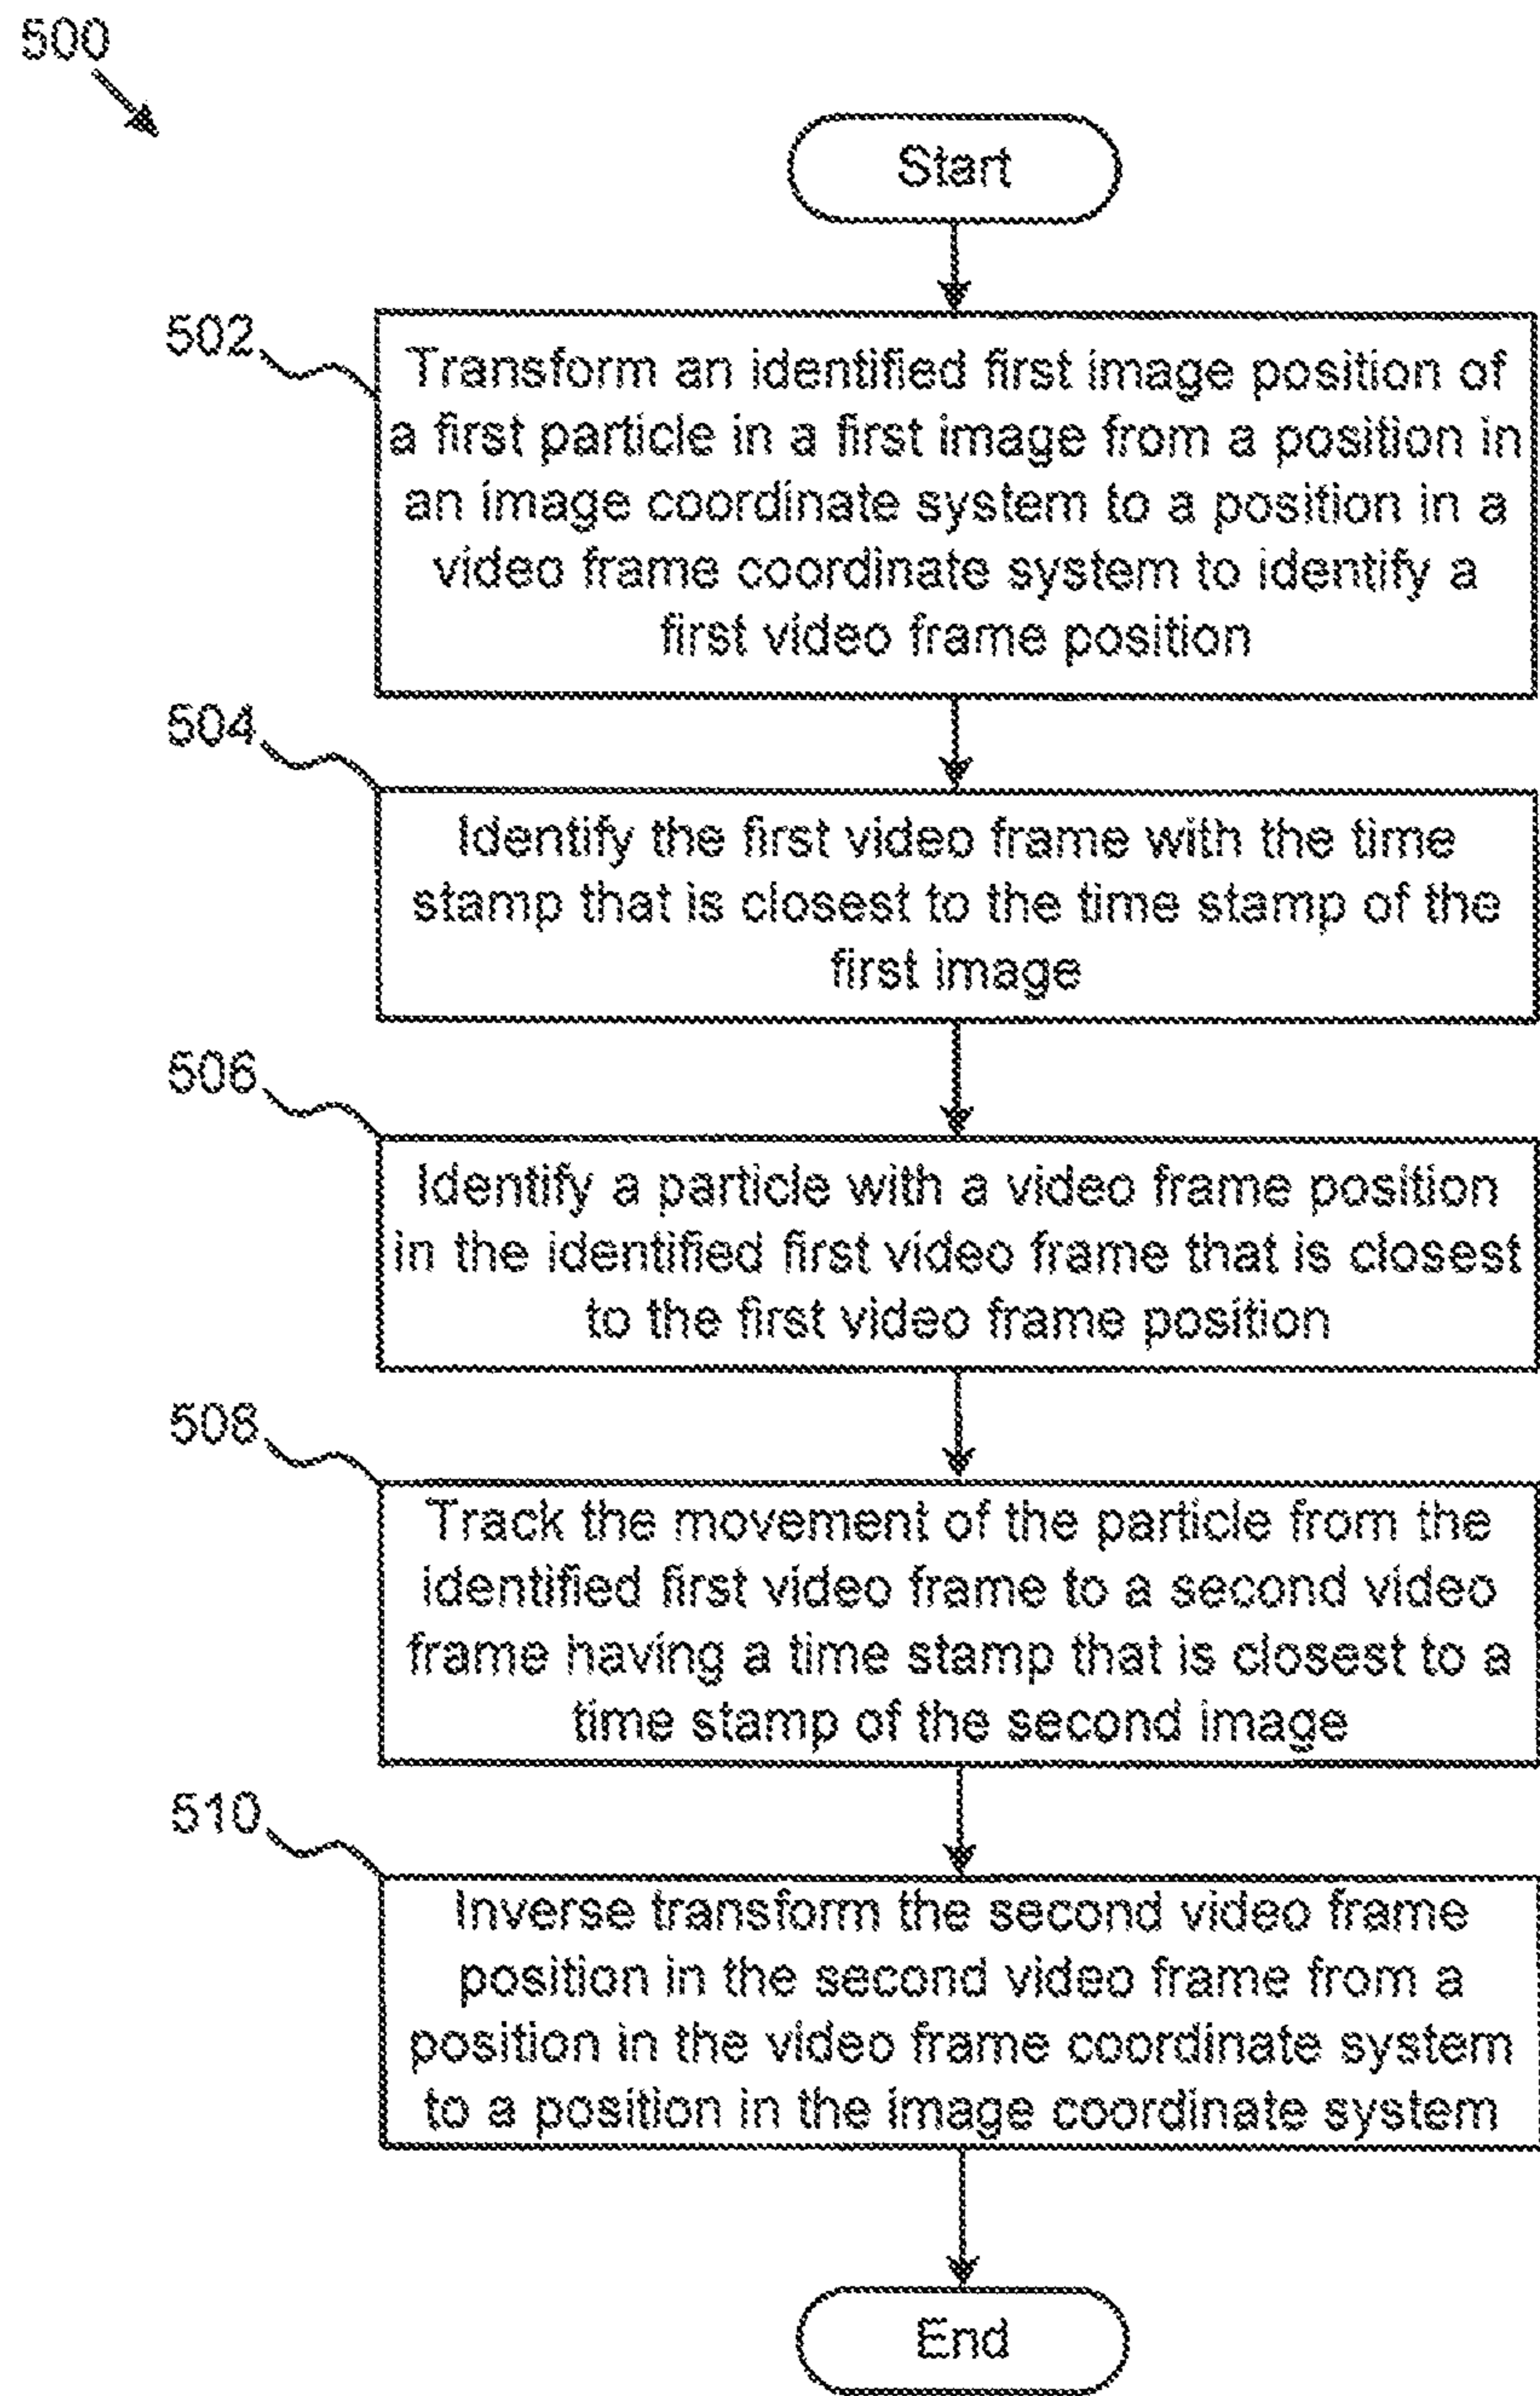 500
Start
502
Transform an identified first image position of
a first particle in a first image from a position in
an image coordinate system to a position in a
video frame coordinate system to identify a
first video frame position
504
Identify the first video frame with the time
stamp that is closest to the time stamp of the
first image
506
Identify a particle with a video frame position
in the identified first video frame that is closest
to the first video frame position
508
Track the movement of the particle from the
identified first video frame to a second video
frame having a time stamp that is closest to a
time stamp of the second image
510
Inverse transform the second video frame
position in the second video frame from a
position in the video frame coordinate system
to a position in the image coordinate system
End